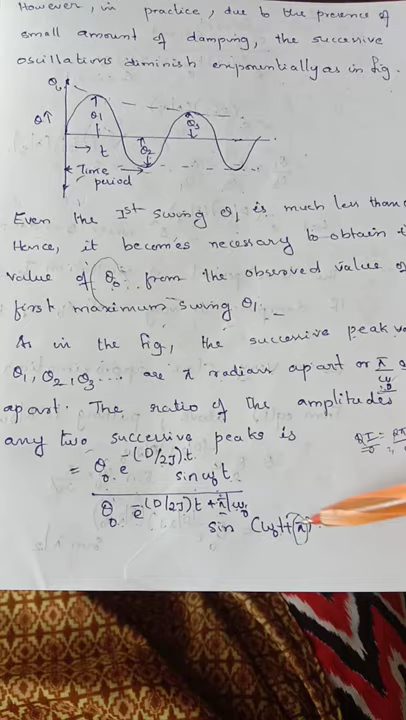 However, in practice, due to the presence of
small amount of damping, the successive
oscillations diminish exponentially as in fig.
θ₀
θ↑
θ₁
θ₂
θ₃
→ t
Time
period
Even the Ist swing θ₁ is much less than
Hence, it becomes necessary to obtain
value of θ₀ from the observed value
first maximum swing θ₁.
As in the fig, the successive peak
θ₁, θ₂, θ₃.... are π radian apart or π/ω₀
apart. The ratio of the amplitudes
any two successive peaks is
= θ₀ e^-(D/2J).t sin ω₀t
θ₀ e^-(D/2J)t + π/ω₀
sin (ω₀t+(π)